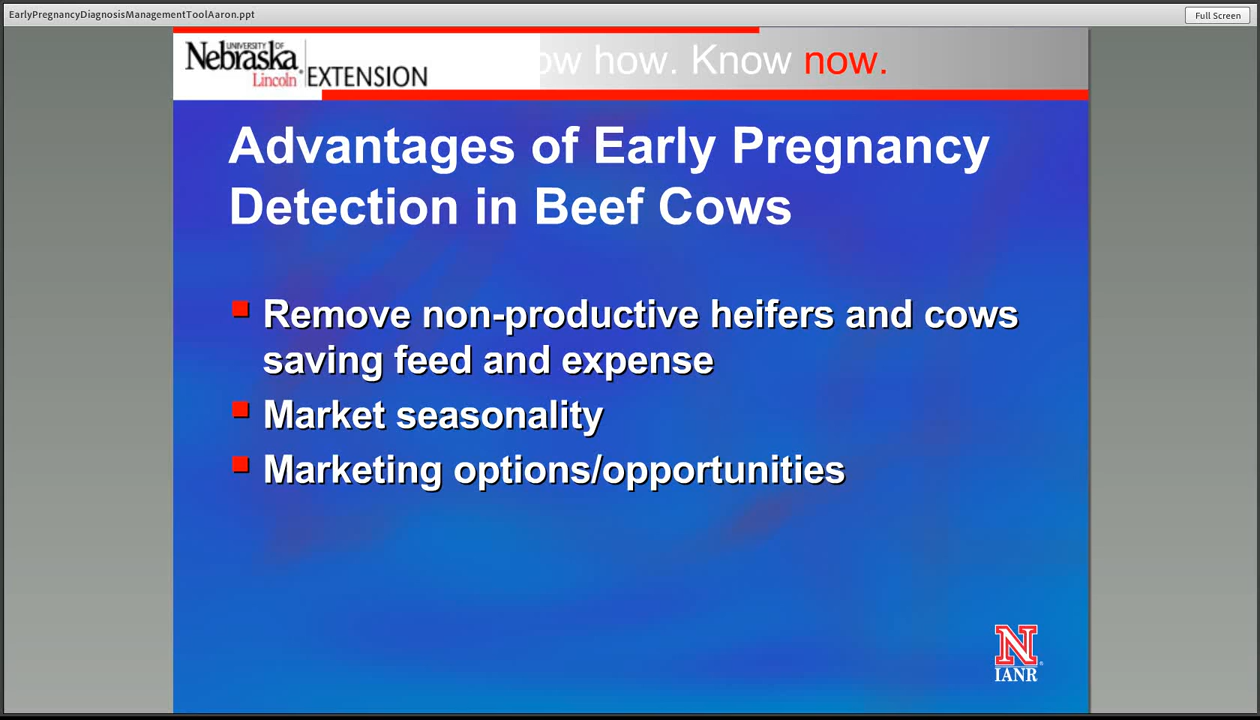 EarlyPregnancyDiagnosisManagementToolAaron.ppt
Full Screen
UNIVERSITY OF
Nebraska
Lincoln®
EXTENSION
ow how. Know now.
Advantages of Early Pregnancy
Detection in Beef Cows
Remove non-productive heifers and cows
saving feed and expense
Market seasonality
Marketing options/opportunities
N
IANR